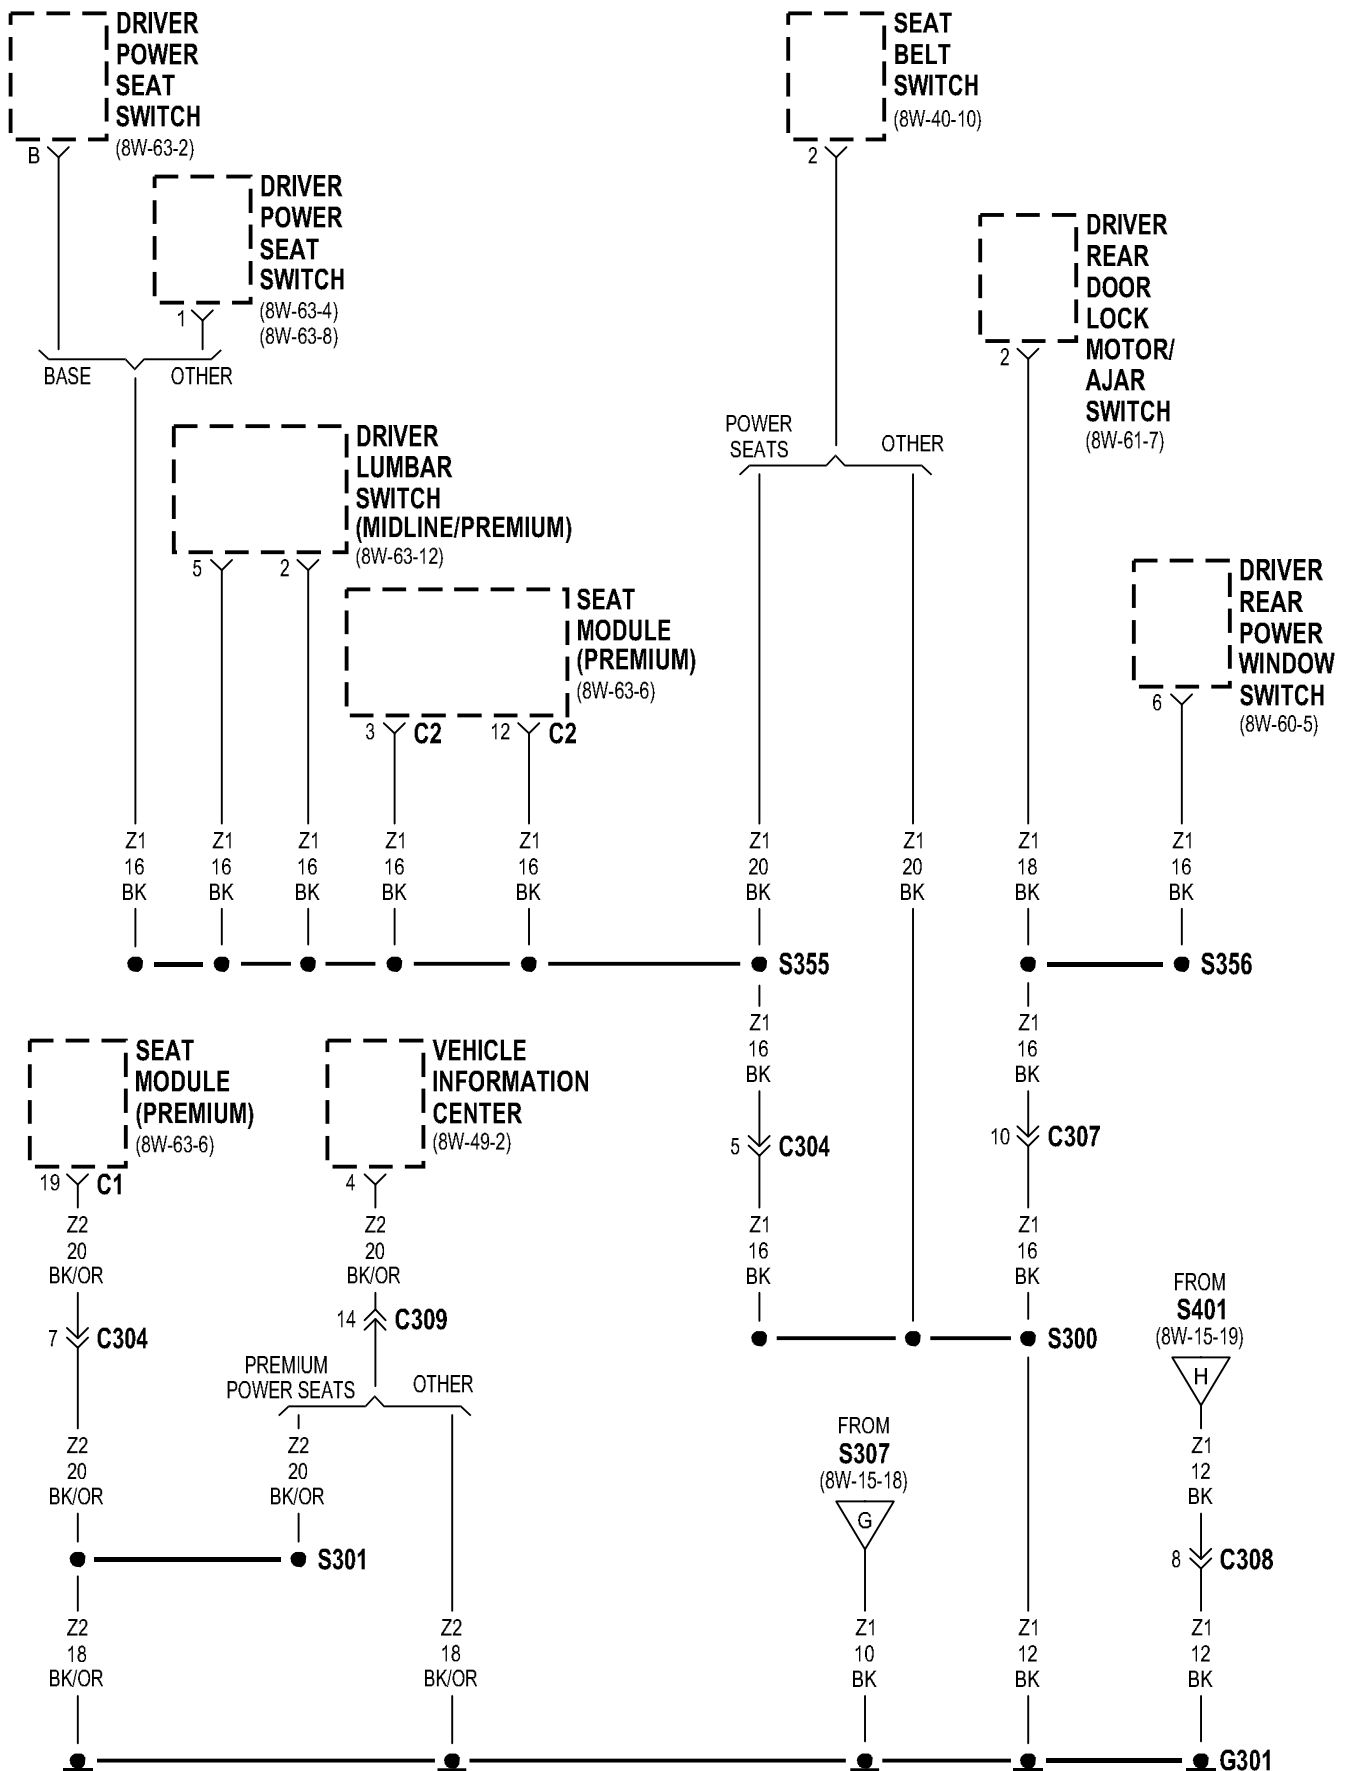 DRIVER
POWER
SEAT
SWITCH
(8W-63-2)
B
DRIVER
POWER
SEAT
SWITCH
(8W-63-4)
(8W-63-8)
1
BASE
OTHER
DRIVER
LUMBAR
SWITCH
(MIDLINE/PREMIUM)
(8W-63-12)
5
2
SEAT
MODULE
(PREMIUM)
(8W-63-6)
3
C2
12
C2
SEAT
BELT
SWITCH
(8W-40-10)
2
POWER
SEATS
OTHER
DRIVER
REAR
DOOR
LOCK
MOTOR/
AJAR
SWITCH
(8W-61-7)
2
DRIVER
REAR
POWER
WINDOW
SWITCH
(8W-60-5)
6
Z1
16
BK
Z1
16
BK
Z1
16
BK
Z1
16
BK
Z1
16
BK
Z1
20
BK
Z1
20
BK
Z1
18
BK
Z1
16
BK
S355
S356
Z1
16
BK
5
C304
Z1
16
BK
Z1
16
BK
10
C307
Z1
16
BK
S300
SEAT
MODULE
(PREMIUM)
(8W-63-6)
19
C1
Z2
20
BK/OR
7
C304
Z2
20
BK/OR
VEHICLE
INFORMATION
CENTER
(8W-49-2)
4
Z2
20
BK/OR
14
C309
PREMIUM
POWER SEATS
OTHER
Z2
20
BK/OR
S301
Z2
18
BK/OR
Z2
18
BK/OR
FROM
S307
(8W-15-18)
G
Z1
10
BK
Z1
12
BK
FROM
S401
(8W-15-19)
H
Z1
12
BK
8
C308
Z1
12
BK
G301